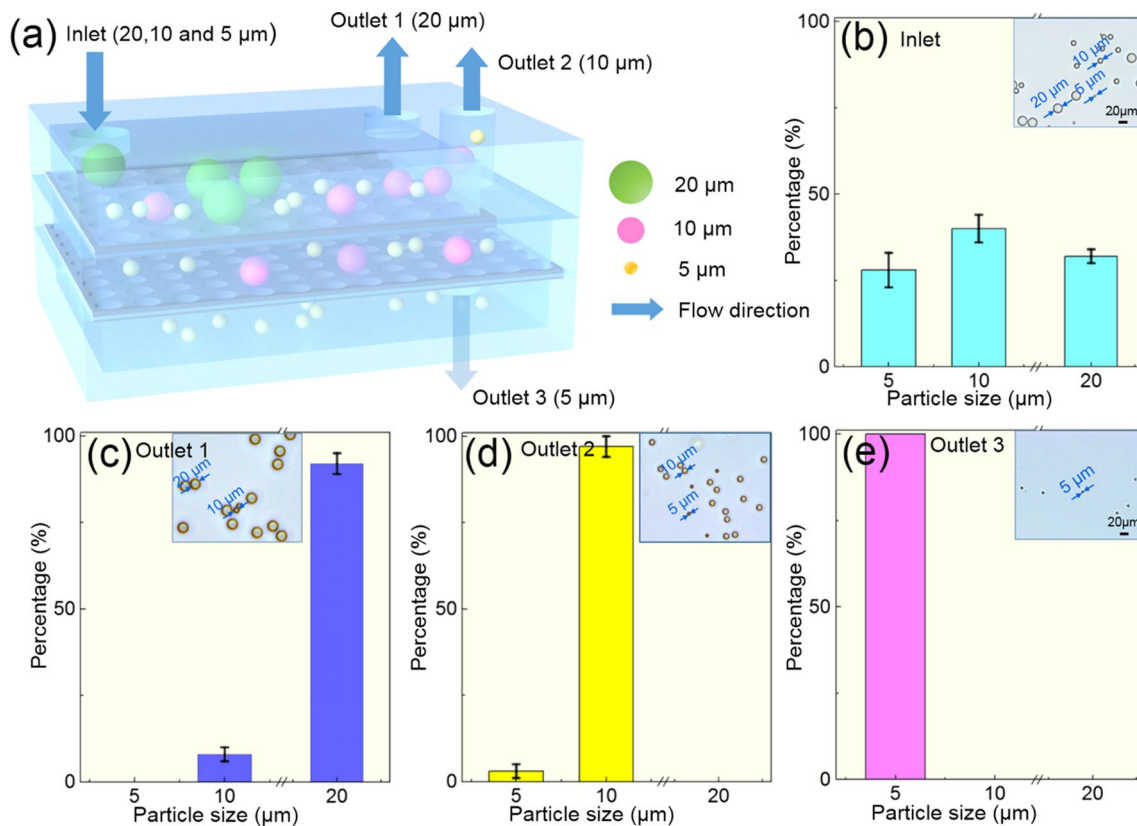 (a)
Inlet (20,10 and 5 μm)
Outlet 1 (20 μm)
Outlet 2 (10 μm)
20 μm
10 μm
5 μm
Flow direction
Outlet 3 (5 μm)
(b)
Inlet
10 μm
20 μm
5 μm
20μm
Percentage (%)
100
50
0
5
10
20
Particle size (μm)
(c)
Outlet 1
20 μm
10 μm
Percentage (%)
100
50
0
5
10
20
Particle size (μm)
(d)
Outlet 2
10 μm
5 μm
Percentage (%)
100
50
0
5
10
20
Particle size (μm)
(e)
Outlet 3
5 μm
20μm
Percentage (%)
100
50
0
5
10
20
Particle size (μm)